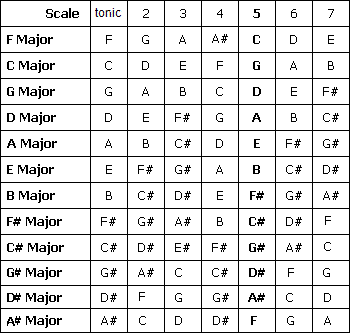 Scale tonic 2 3 4 5 6 7
F Major F G A A# C D E
C Major C D E F G A B
G Major G A B C D E F#
D Major D E F# G A B C#
A Major A B C# D E F# G#
E Major E F# G# A B C# D#
B Major B C# D# E F# G# A#
F# Major F# G# A# B C# D# F
C# Major C# D# E# F# G# A# C
G# Major G# A# C C# D# F G
D# Major D# F G G# A# C D
A# Major A# C D D# F G A